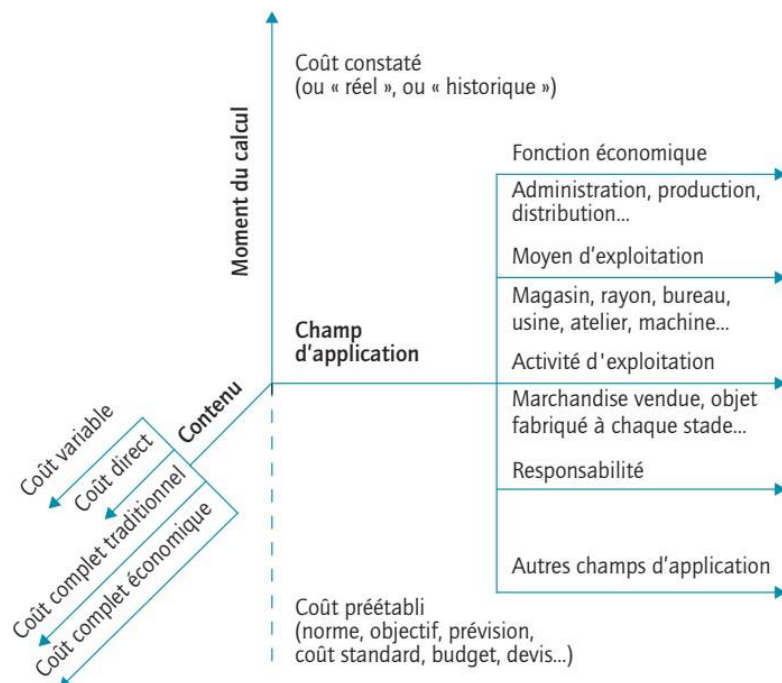 Coût constaté
(ou « réel », ou « historique »)
Moment du calcul
Fonction économique
Administration, production,
distribution...
Moyen d'exploitation
Magasin, rayon, bureau,
usine, atelier, machine...
Champ
d'application
Activité d'exploitation
Marchandise vendue, objet
fabriqué à chaque stade...
Responsabilité
Autres champs d'application
Contenu
Coût variable
Coût direct
Coût complet traditionnel
Coût complet économique
Coût préétabli
(norme, objectif, prévision,
coût standard, budget, devis...)